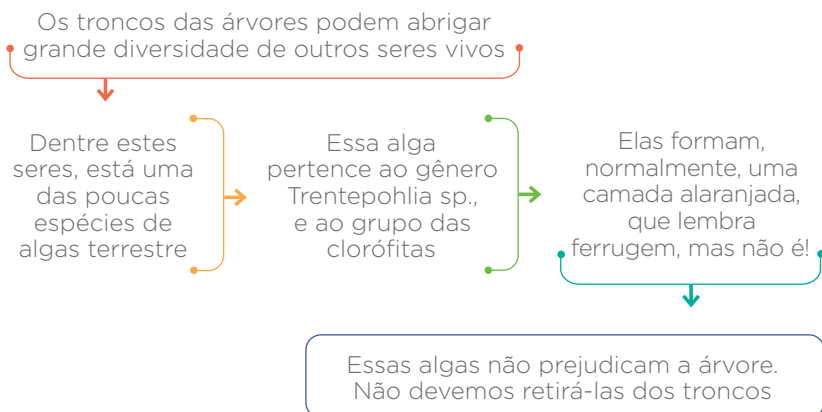 Os troncos das árvores podem abrigar
grande diversidade de outros seres vivos
Dentre estes
seres, está uma
das poucas
espécies de
algas terrestre
Essa alga
pertence ao gênero
Trentepohlia sp.,
e ao grupo das
clorófitas
Elas formam,
normalmente, uma
camada alaranjada,
que lembra
ferrugem, mas não é!
Essas algas não prejudicam a árvore.
Não devemos retirá-las dos troncos